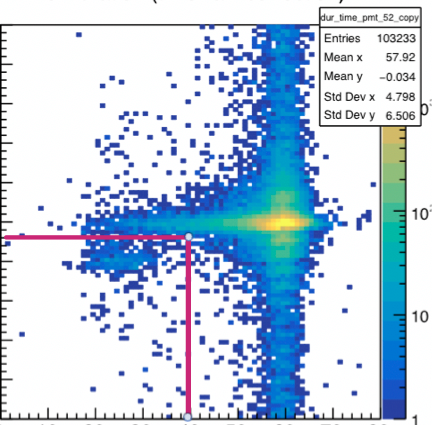 dur_time_pmt_52_copy
Entries 103233
Mean x 57.92
Mean y −0.034
Std Dev x 4.798
Std Dev y 6.506
10²
10
1